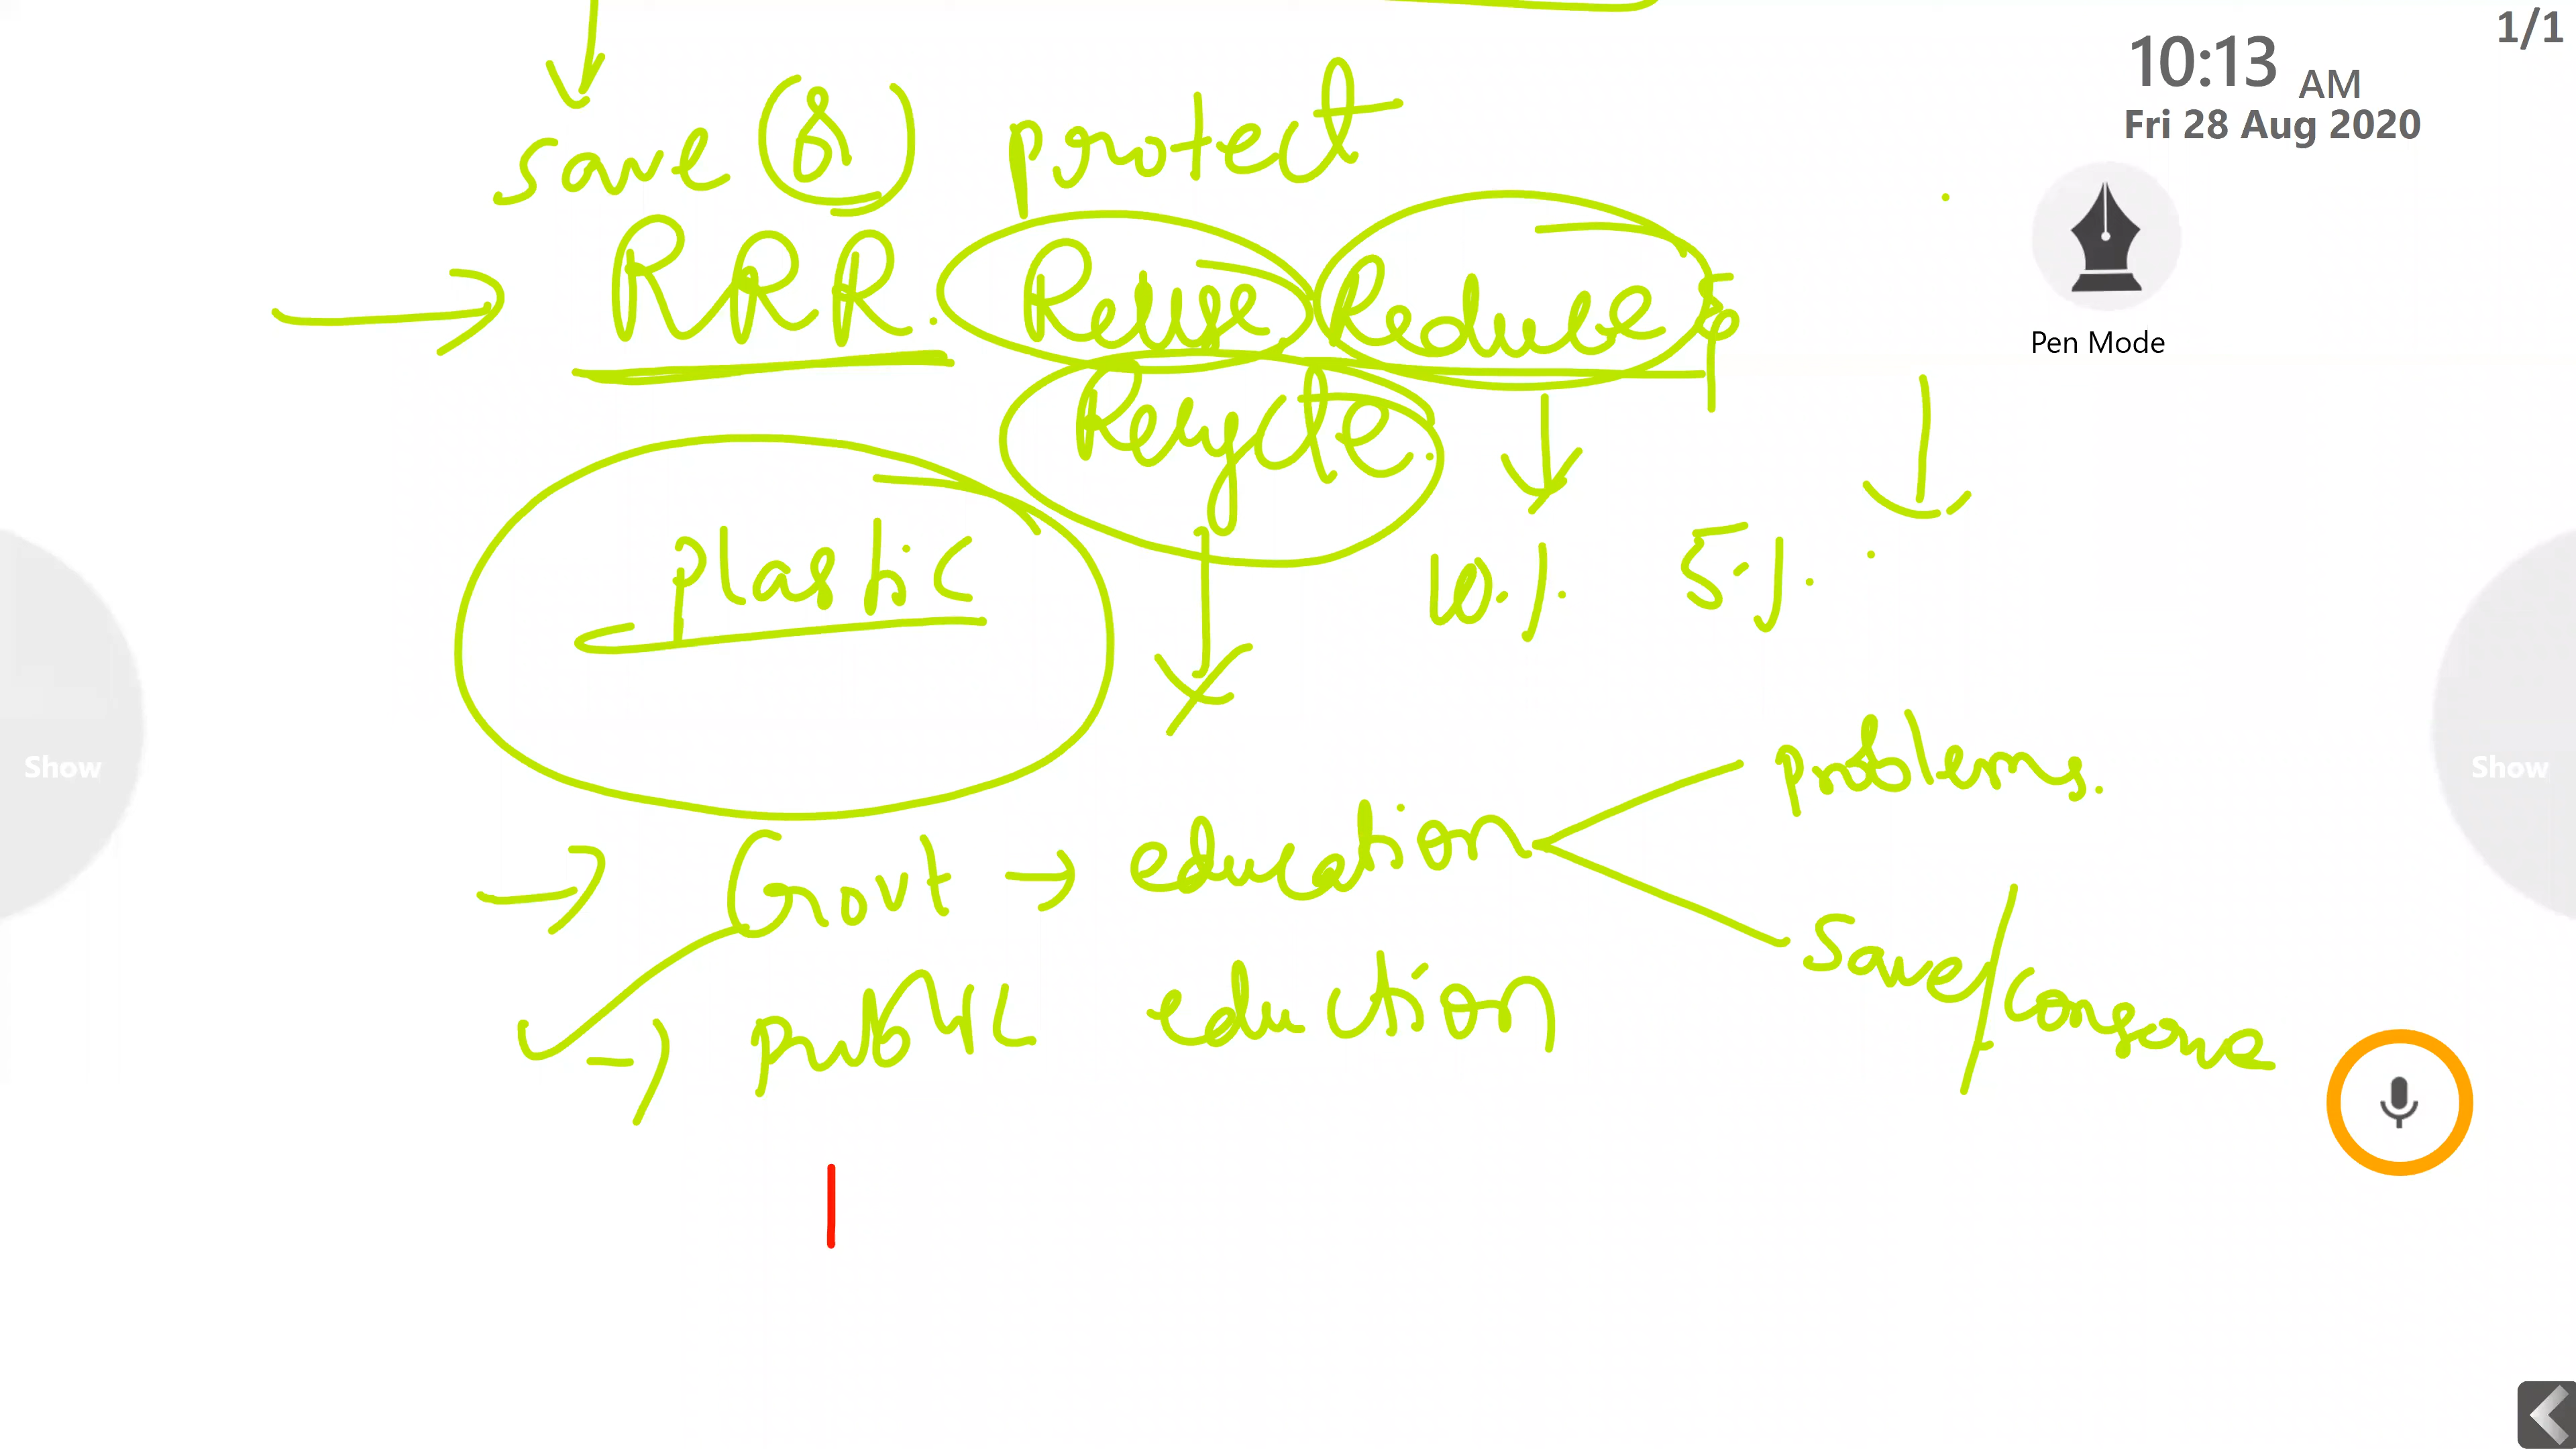 1/1
10:13 AM
Fri 28 Aug 2020
Pen Mode
save (&) protect
RRR. Reuse Reduce &
Recycle.
plastic
10%. 5%.
Show
Show
problems.
Govt → education
Save/conserve
public eduction